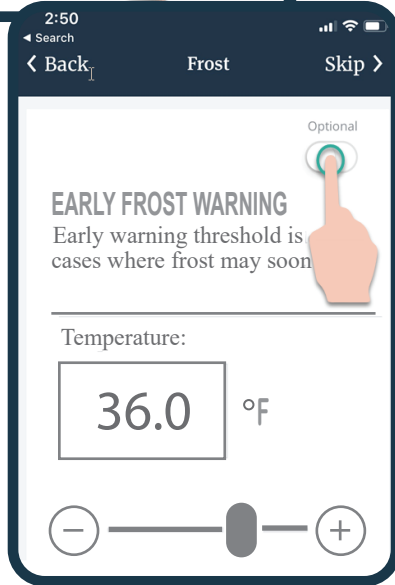 2:50
◂ Search
Back Frost Skip
Optional
EARLY FROST WARNING
Early warning threshold is
cases where frost may soon
Temperature:
36.0 °F